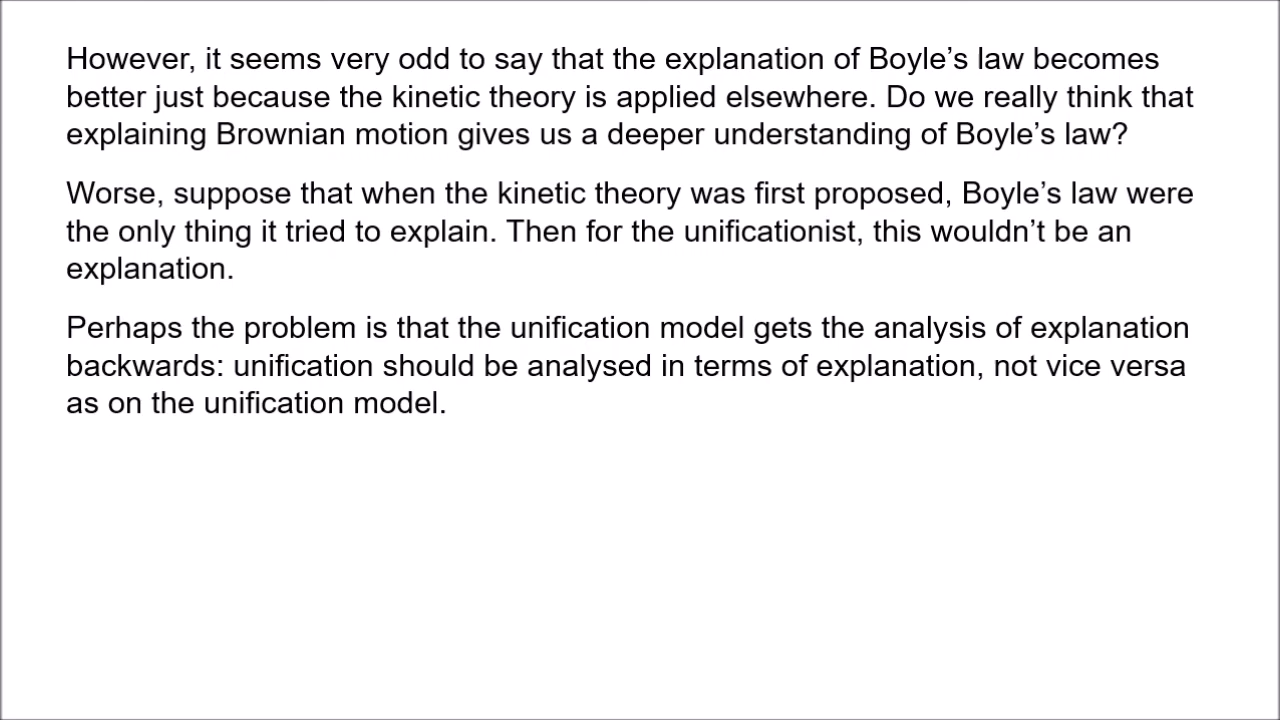 However, it seems very odd to say that the explanation of Boyle’s law becomes
better just because the kinetic theory is applied elsewhere. Do we really think that
explaining Brownian motion gives us a deeper understanding of Boyle’s law?
Worse, suppose that when the kinetic theory was first proposed, Boyle’s law were
the only thing it tried to explain. Then for the unificationist, this wouldn’t be an
explanation.
Perhaps the problem is that the unification model gets the analysis of explanation
backwards: unification should be analysed in terms of explanation, not vice versa
as on the unification model.